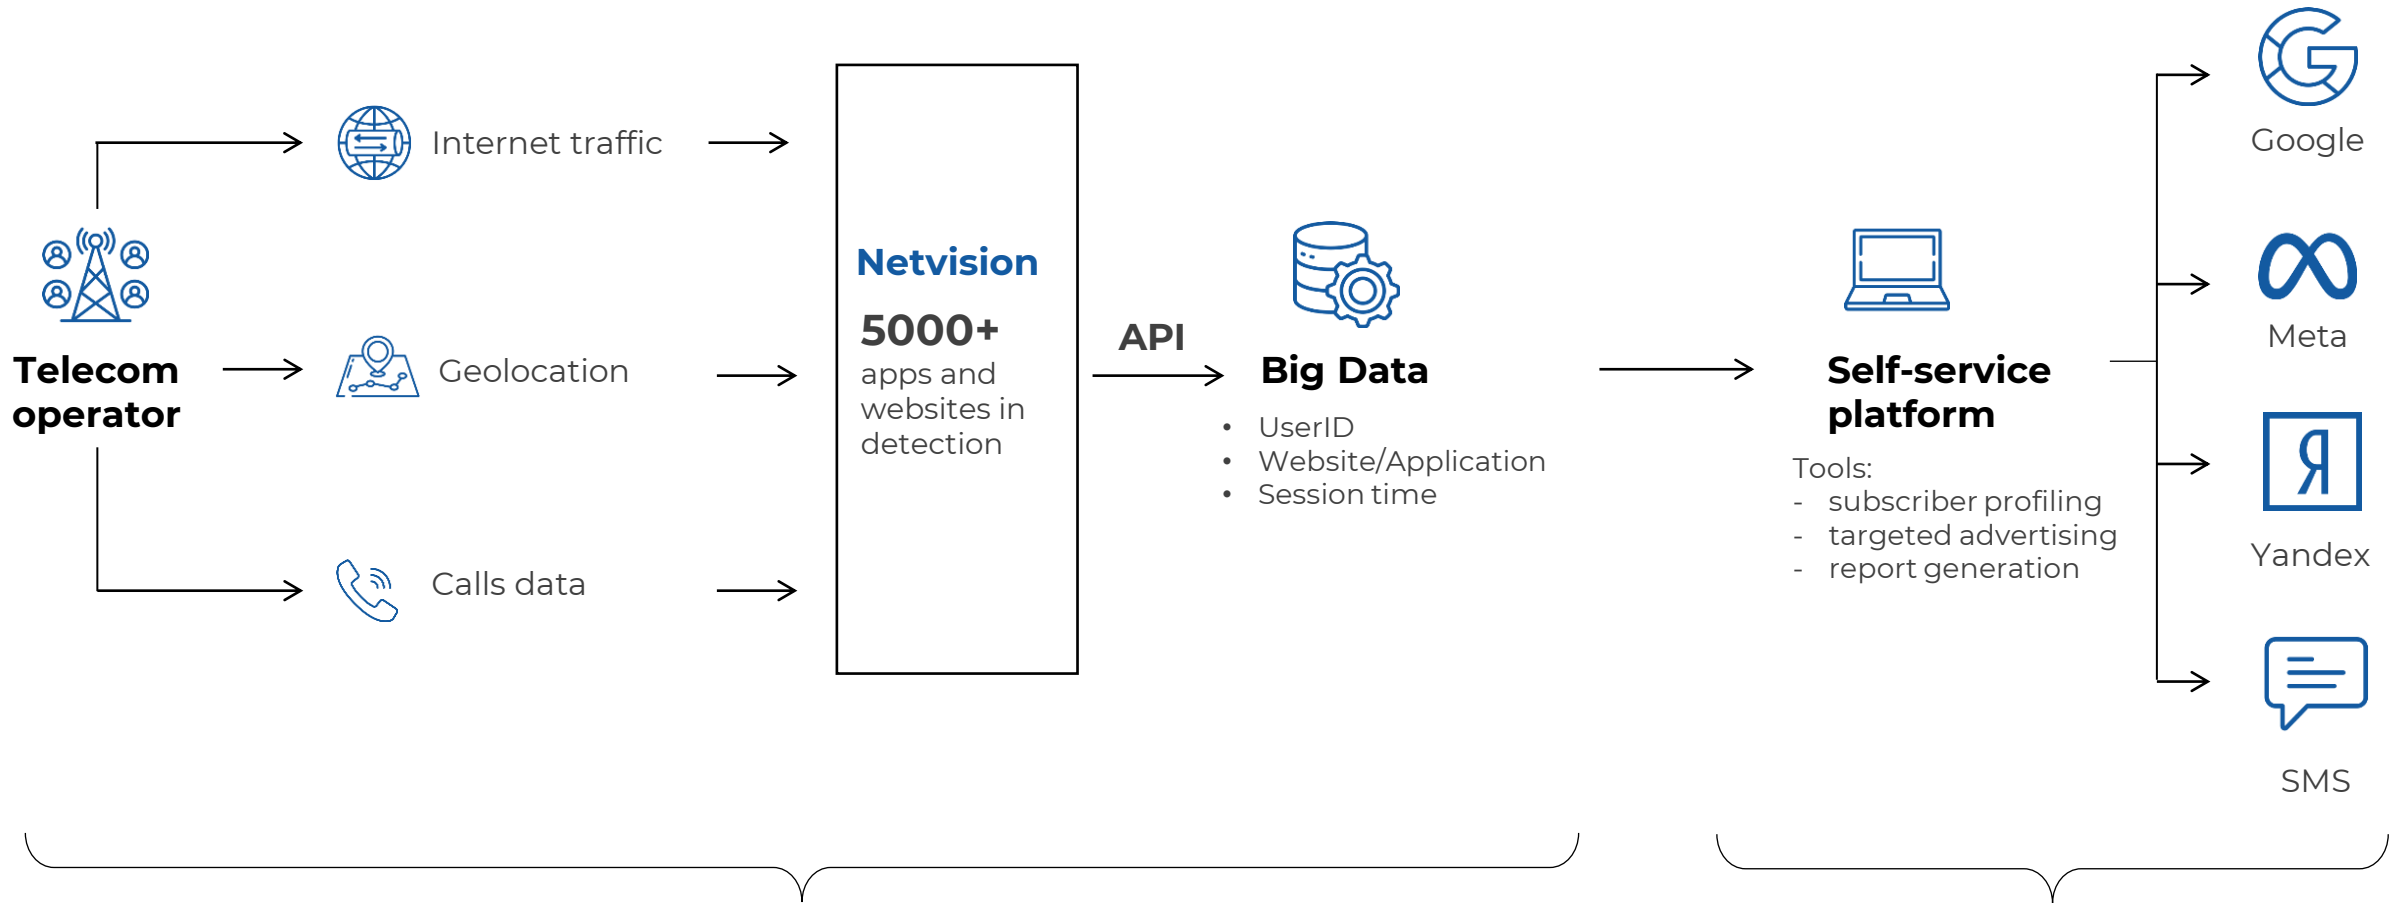 Telecom
operator
Internet traffic
Geolocation
Calls data
Netvision
5000+
apps and
websites in
detection
API
Big Data
• UserID
• Website/Application
• Session time
Self-service
platform
Tools:
- subscriber profiling
- targeted advertising
- report generation
Google
Meta
Я
Yandex
SMS